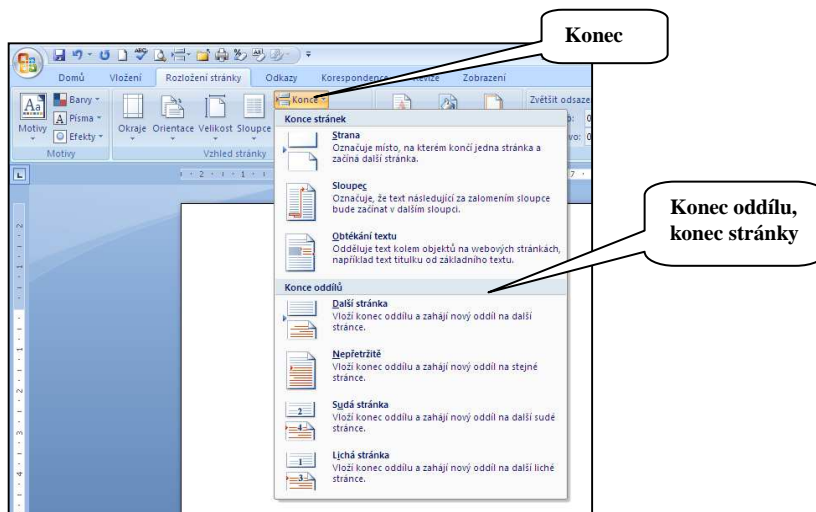 Konec
Domů Vložení Rozložení stránky Odkazy Korespondence Revize Zobrazení
Barvy
Písma
Efekty
Motivy
Okraje Orientace Velikost Sloupce
Konce
Zvětšit odsaze
Motivy
Vzhled stránky
Konce stránek
Strana
Označuje místo, na kterém končí jedna stránka a
začíná další stránka.
Sloupec
Označuje, že text následující za zalomením sloupce
bude začínat v dalším sloupci.
Obtékání textu
Odděluje text kolem objektů na webových stránkách,
například text titulku od základního textu.
Konce oddílů
Další stránka
Vloží konec oddílu a zahájí nový oddíl na další
stránce.
Nepřetržitě
Vloží konec oddílu a zahájí nový oddíl na stejné
stránce.
Sudá stránka
Vloží konec oddílu a zahájí nový oddíl na další sudé
stránce.
Lichá stránka
Vloží konec oddílu a zahájí nový oddíl na další liché
stránce.
Konec oddílu,
konec stránky